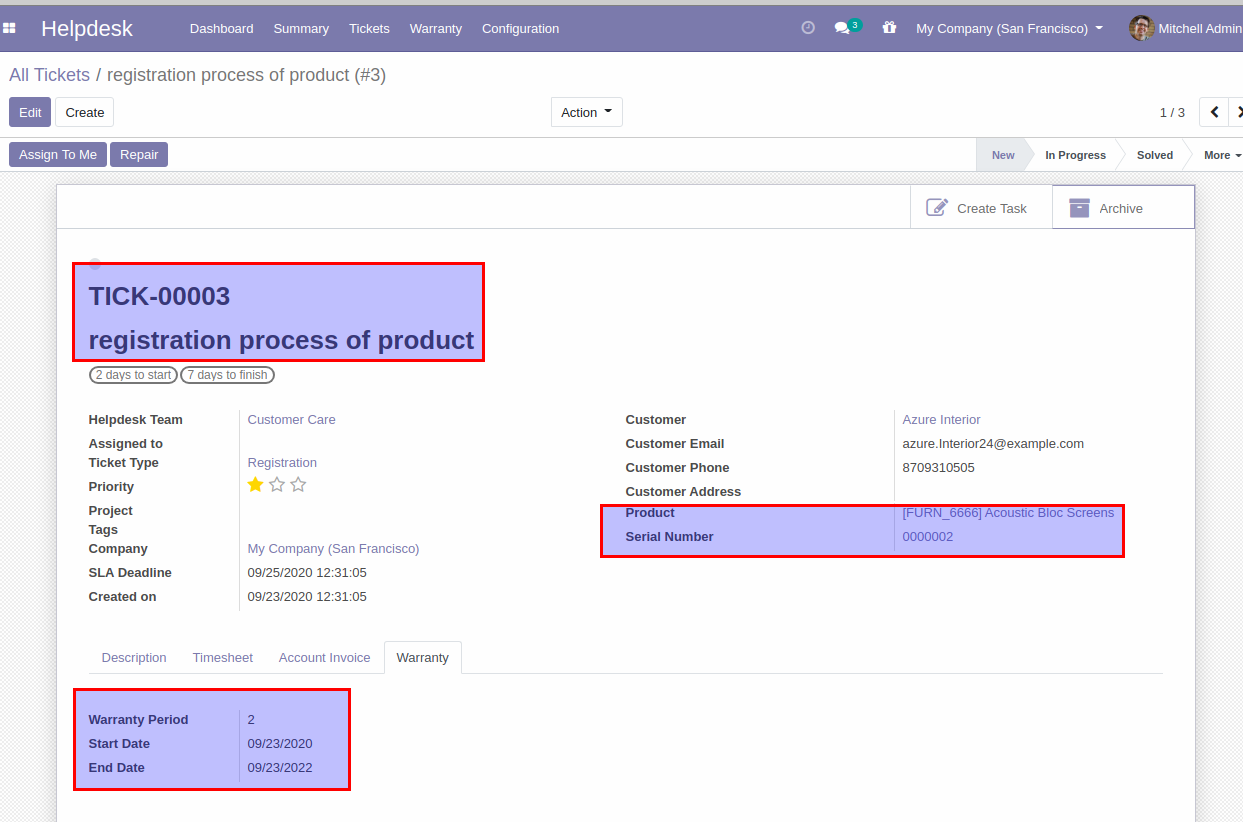 Helpdesk Dashboard Summary Tickets Warranty Configuration 3 My Company (San Francisco) Mitchell Admin
All Tickets / registration process of product (#3)
Edit Create Action 1 / 3
Assign To Me Repair New In Progress Solved More
Create Task Archive
TICK-00003
registration process of product
2 days to start 7 days to finish
Helpdesk Team Customer Care
Assigned to
Ticket Type Registration
Priority
Project
Tags
Company My Company (San Francisco)
SLA Deadline 09/25/2020 12:31:05
Created on 09/23/2020 12:31:05
Customer Azure Interior
Customer Email azure.Interior24@example.com
Customer Phone 8709310505
Customer Address
Product [FURN_6666] Acoustic Bloc Screens
Serial Number 0000002
Description Timesheet Account Invoice Warranty
Warranty Period 2
Start Date 09/23/2020
End Date 09/23/2022